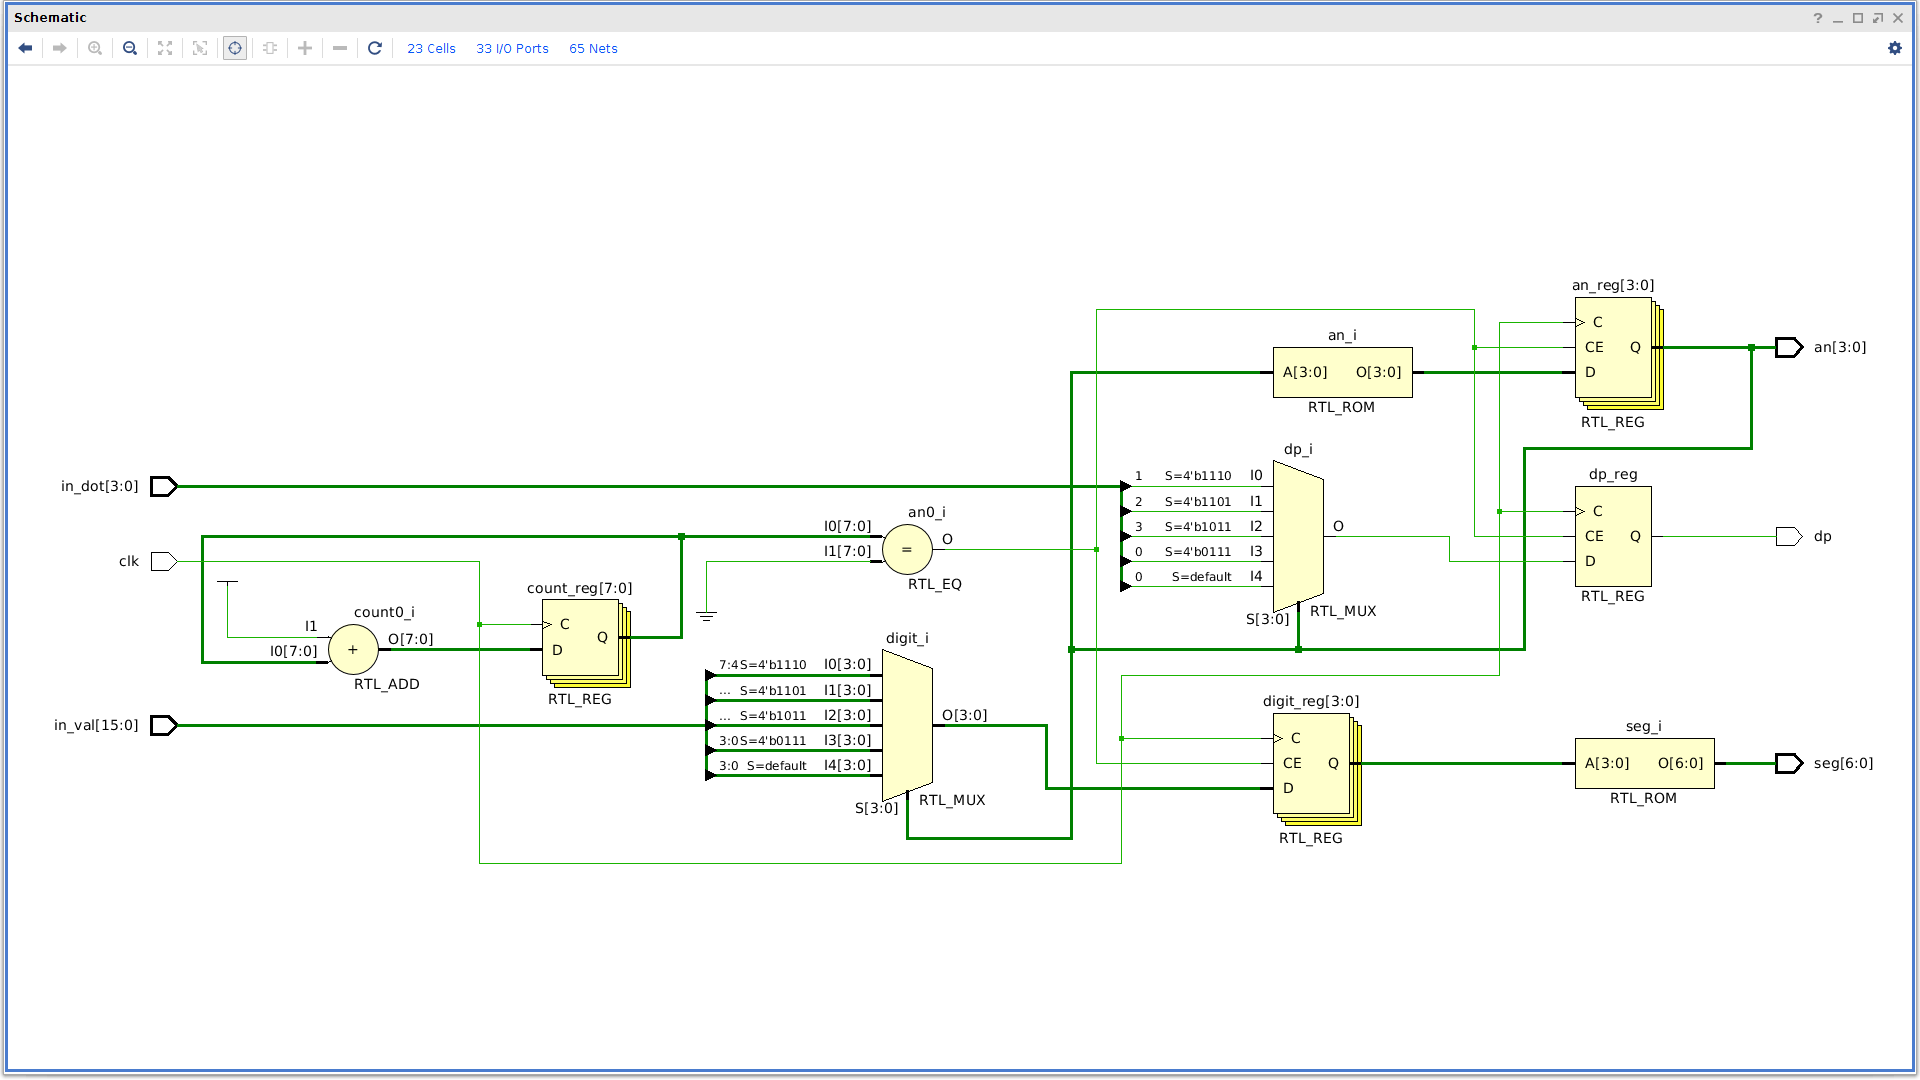 Schematic
?
23 Cells 33 I/O Ports 65 Nets
an_reg[3:0]
C
CE Q
D
RTL_REG
an[3:0]
an_i
A[3:0] O[3:0]
RTL_ROM
dp_i
1 S=4'b1110 I0
2 S=4'b1101 I1
3 S=4'b1011 I2
0 S=4'b0111 I3
0 S=default I4
O
S[3:0] RTL_MUX
dp_reg
C
CE Q
D
RTL_REG
dp
in_dot[3:0]
clk
an0_i
I0[7:0]
I1[7:0]
=
O
RTL_EQ
count0_i
I1
I0[7:0]
+
O[7:0]
RTL_ADD
count_reg[7:0]
C
Q
D
RTL_REG
in_val[15:0]
digit_i
7:4 S=4'b1110 I0[3:0]
... S=4'b1101 I1[3:0]
... S=4'b1011 I2[3:0]
3:0 S=4'b0111 I3[3:0]
3:0 S=default I4[3:0]
O[3:0]
S[3:0] RTL_MUX
digit_reg[3:0]
C
CE Q
D
RTL_REG
seg_i
A[3:0] O[6:0]
RTL_ROM
seg[6:0]